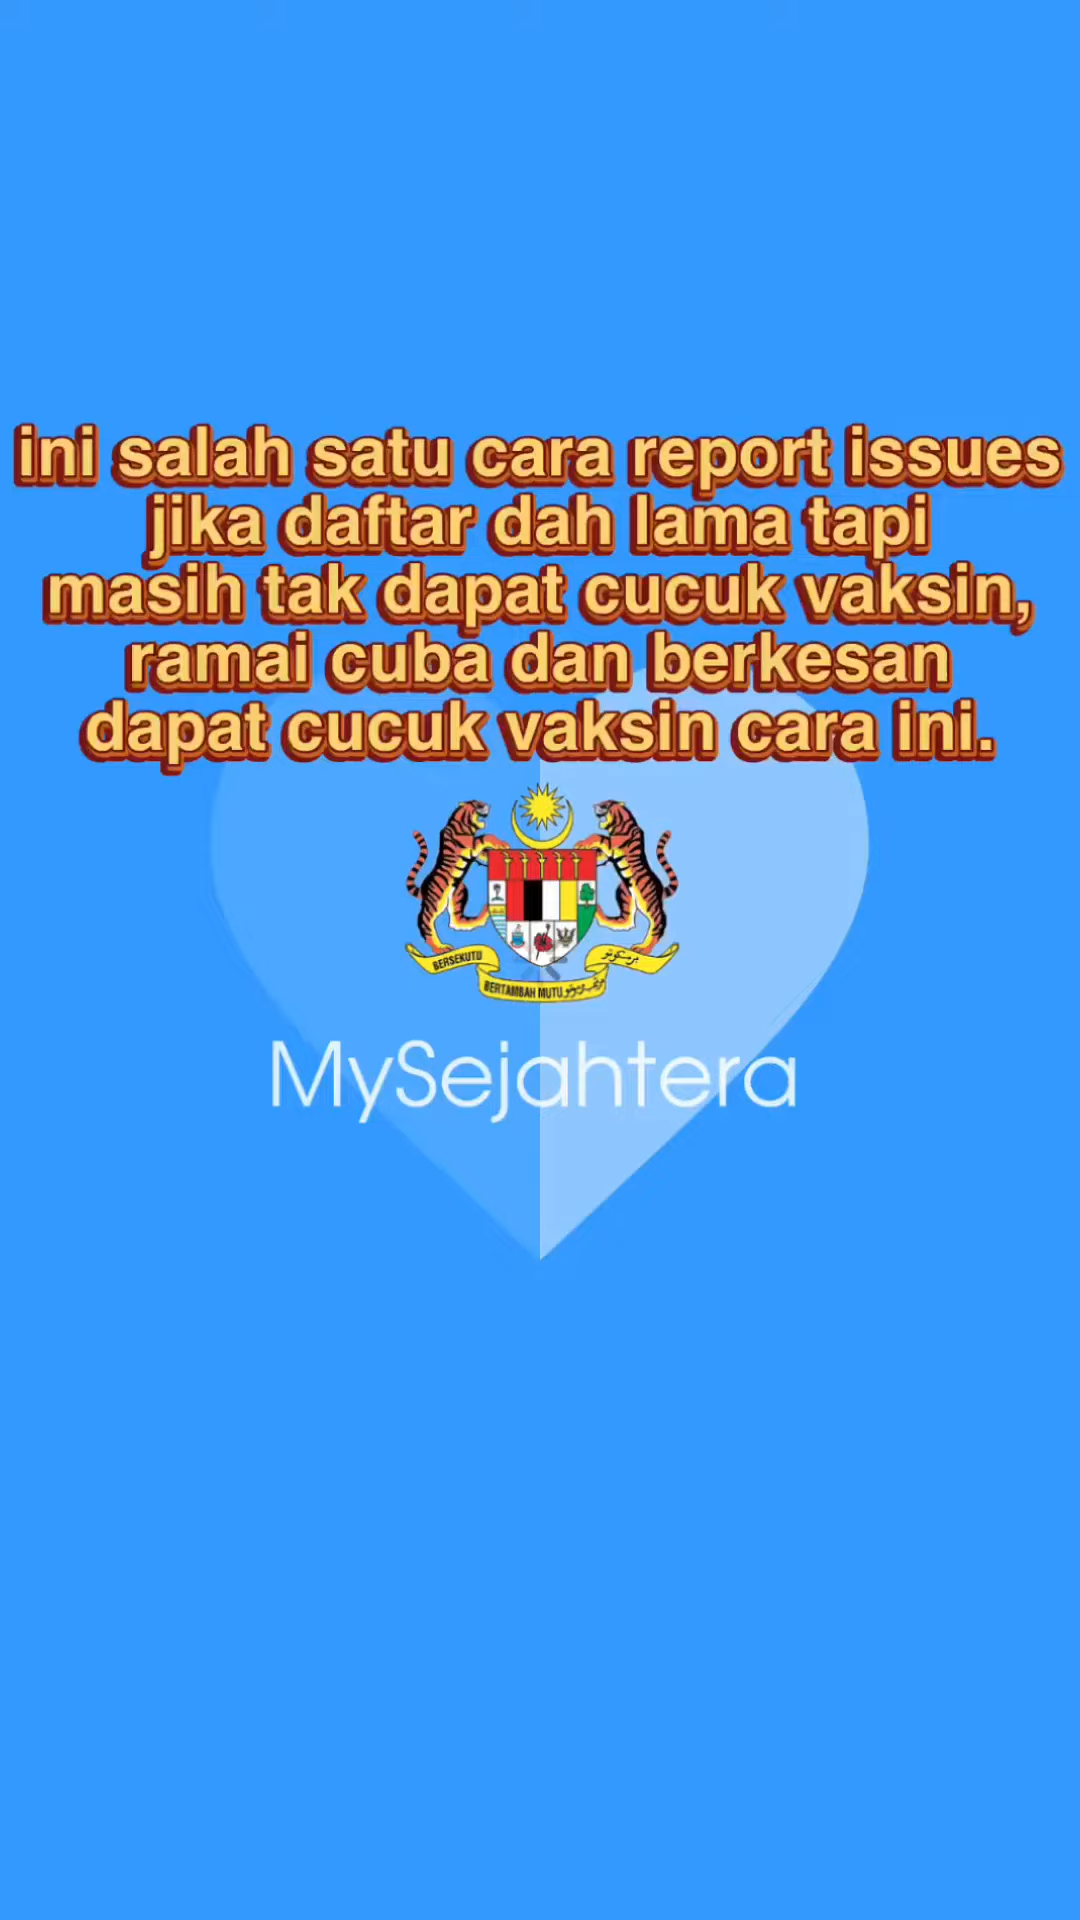 ini salah satu cara report issues
jika daftar dah lama tapi
masih tak dapat cucuk vaksin,
ramai cuba dan berkesan
dapat cucuk vaksin cara ini.
BERSEKUTU
BERTAMBAH MUTU
MySejahtera